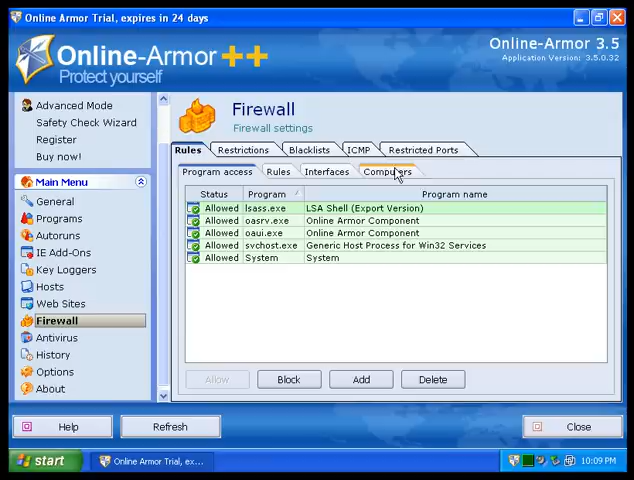 Online Armor Trial, expires in 24 days
Online-Armor ++
Protect yourself
Online-Armor 3.5
Application Version: 3.5.0.32
Advanced Mode
Safety Check Wizard
Register
Buy now!
Main Menu
General
Programs
Autoruns
IE Add-Ons
Key Loggers
Hosts
Web Sites
Firewall
Antivirus
History
Options
About
Firewall
Firewall settings
Rules Restrictions Blacklists ICMP Restricted Ports
Program access Rules Interfaces Computers
Status Program Program name
Allowed lsass.exe LSA Shell (Export Version)
Allowed oasrv.exe Online Armor Component
Allowed oaui.exe Online Armor Component
Allowed svchost.exe Generic Host Process for Win32 Services
Allowed System System
Allow Block Add Delete
Help Refresh Close
start Online Armor Trial, ex... 10:09 PM